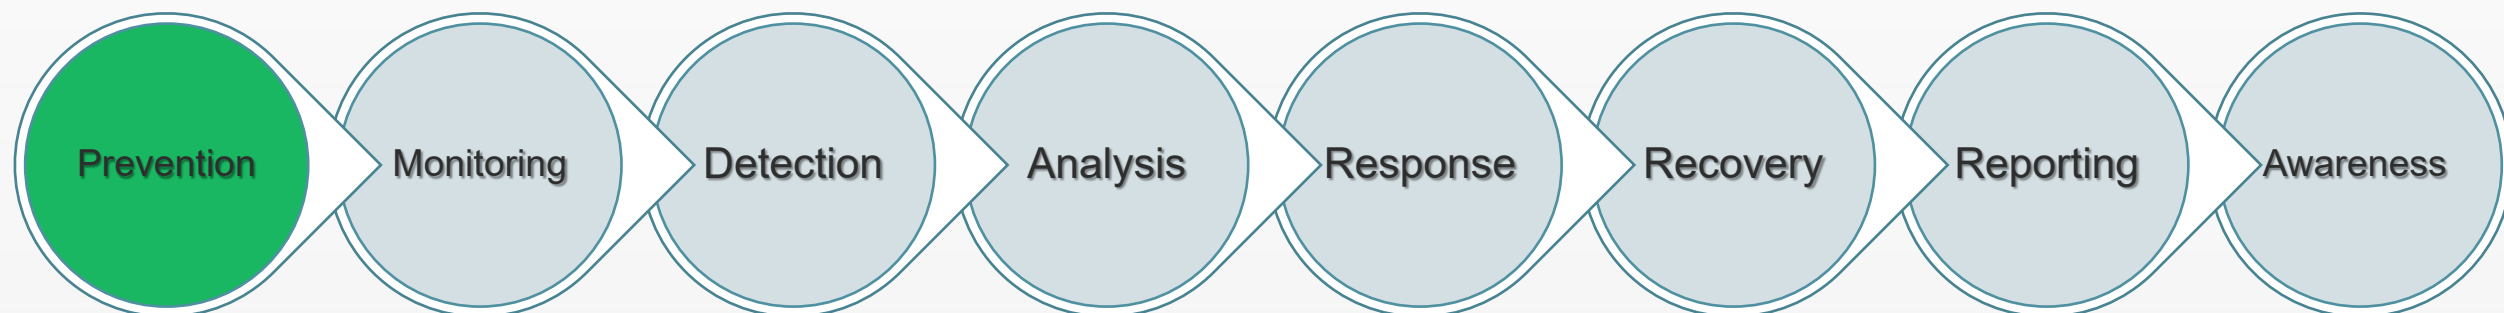 Prevention
Monitoring
Detection
Analysis
Response
Recovery
Reporting
Awareness